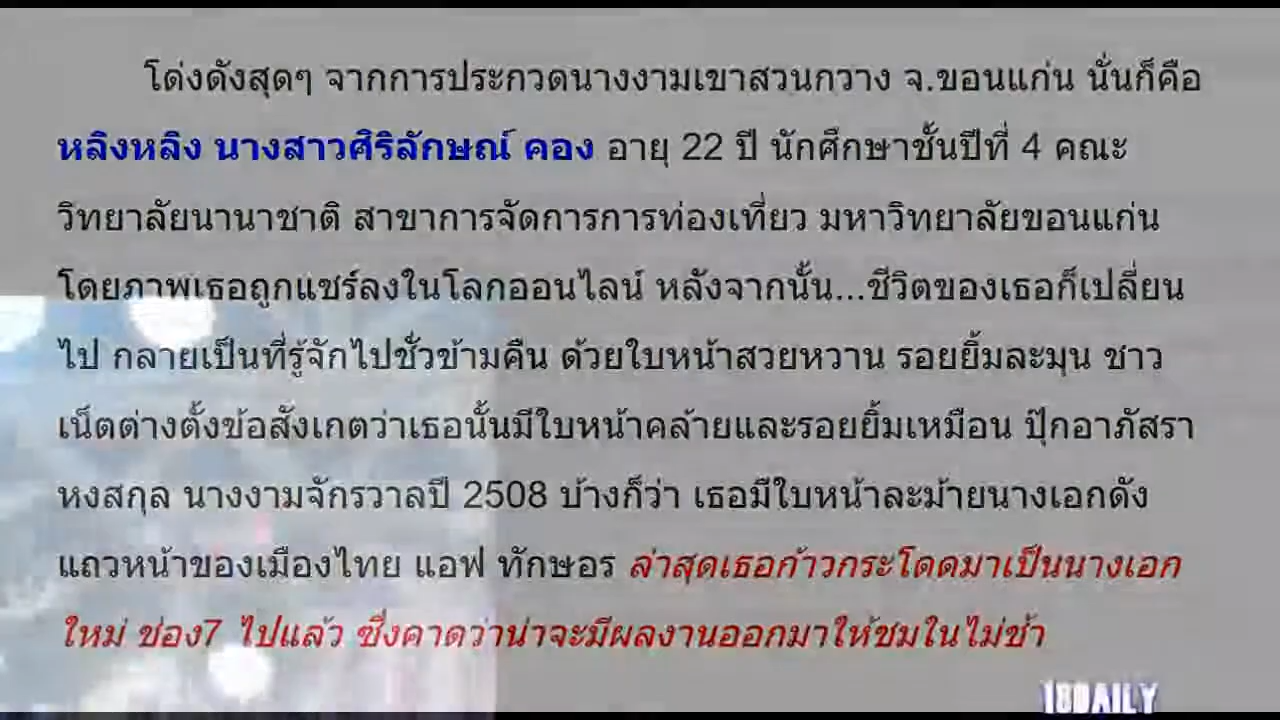 โด่งดังสุดๆ จากการประกวดนางงามเขาสวนกวาง จ.ขอนแก่น นั่นก็คือ
หลิงหลิง นางสาวศิริลักษณ์ คอง อายุ 22 ปี นักศึกษาชั้นปีที่ 4 คณะ
วิทยาลัยนานาชาติ สาขาการจัดการการท่องเที่ยว มหาวิทยาลัยขอนแก่น
โดยภาพเธอถูกแชร์ลงในโลกออนไลน์ หลังจากนั้น...ชีวิตของเธอก็เปลี่ยน
ไป กลายเป็นที่รู้จักไปชั่วข้ามคืน ด้วยใบหน้าสวยหวาน รอยยิ้มละมุน ชาว
เน็ตต่างตั้งข้อสังเกตว่าเธอนั้นมีใบหน้าคล้ายและรอยยิ้มเหมือน ปุ๊กอาภัสรา
หงสกุล นางงามจักรวาลปี 2508 บ้างก็ว่า เธอมีใบหน้าละม้ายนางเอกดัง
แถวหน้าของเมืองไทย แอฟ ทักษอร ล่าสุดเธอก้าวกระโดดมาเป็นนางเอก
ใหม่ ช่อง7 ไปแล้ว ซึ่งคาดว่าน่าจะมีผลงานออกมาให้ชมในไม่ช้า
18DAILY